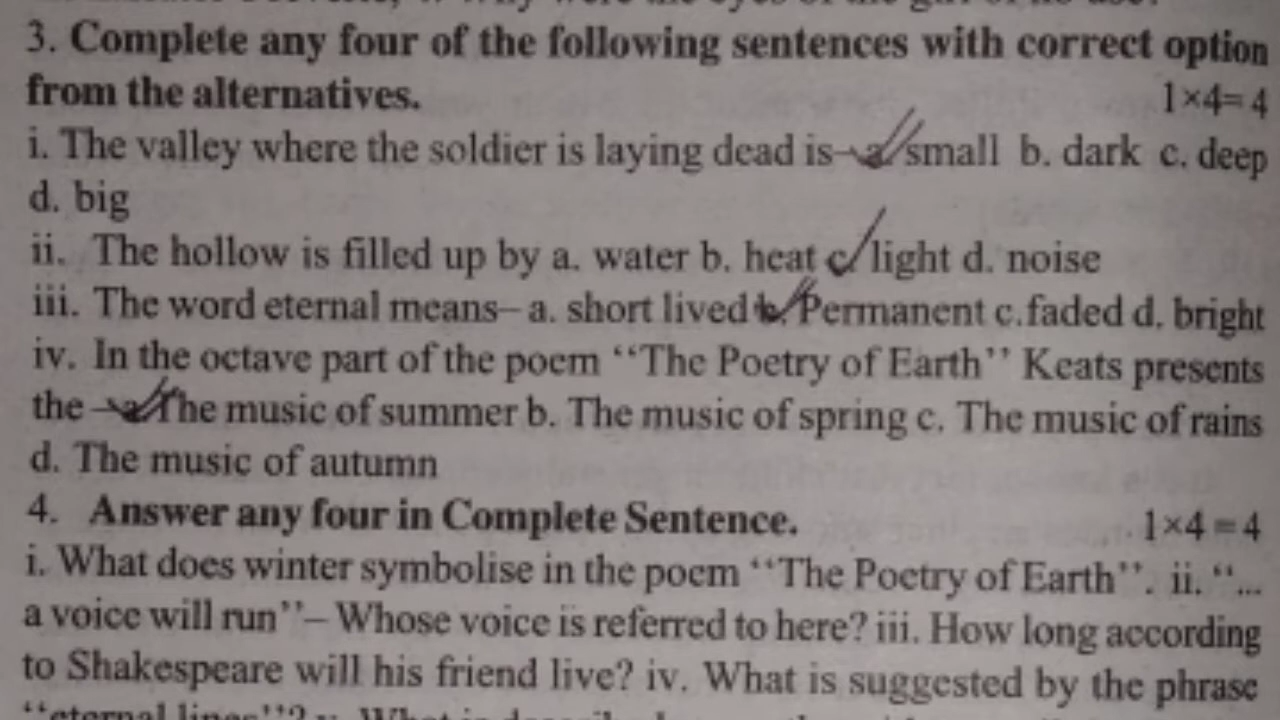 3. Complete any four of the following sentences with correct option
from the alternatives. 1×4=4
i. The valley where the soldier is laying dead is– a. small b. dark c. deep
d. big
ii. The hollow is filled up by a. water b. heat c. light d. noise
iii. The word eternal means– a. short lived b. Permanent c.faded d. bright
iv. In the octave part of the poem “The Poetry of Earth” Keats presents
the – a. The music of summer b. The music of spring c. The music of rains
d. The music of autumn
4. Answer any four in Complete Sentence. 1×4=4
i. What does winter symbolise in the poem “The Poetry of Earth”. ii. “...
a voice will run”– Whose voice is referred to here? iii. How long according
to Shakespeare will his friend live? iv. What is suggested by the phrase
“eternal lines”? v. What is